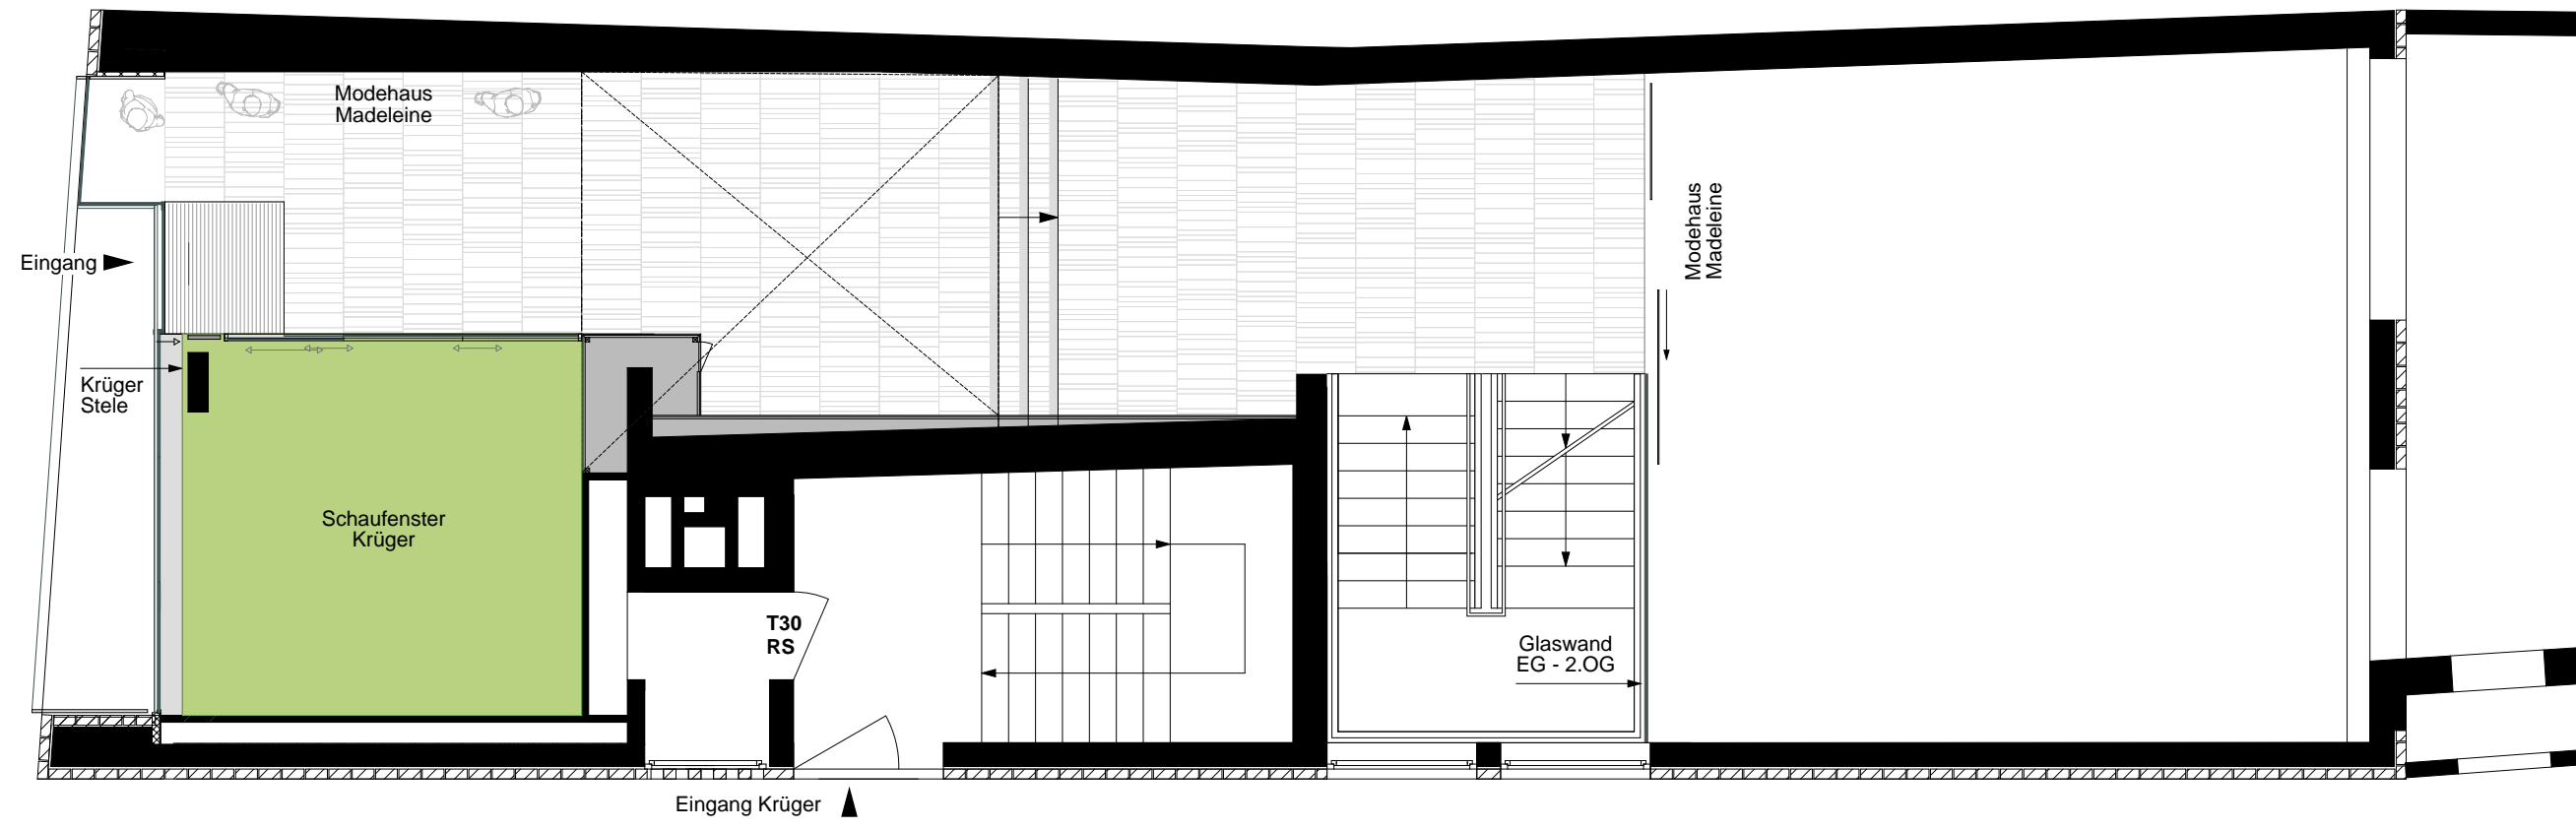 Modehaus
Madeleine
Modehaus
Madeleine
Eingang
Krüger
Stele
Schaufenster
Krüger
T30
RS
Glaswand
EG - 2.OG
Eingang Krüger